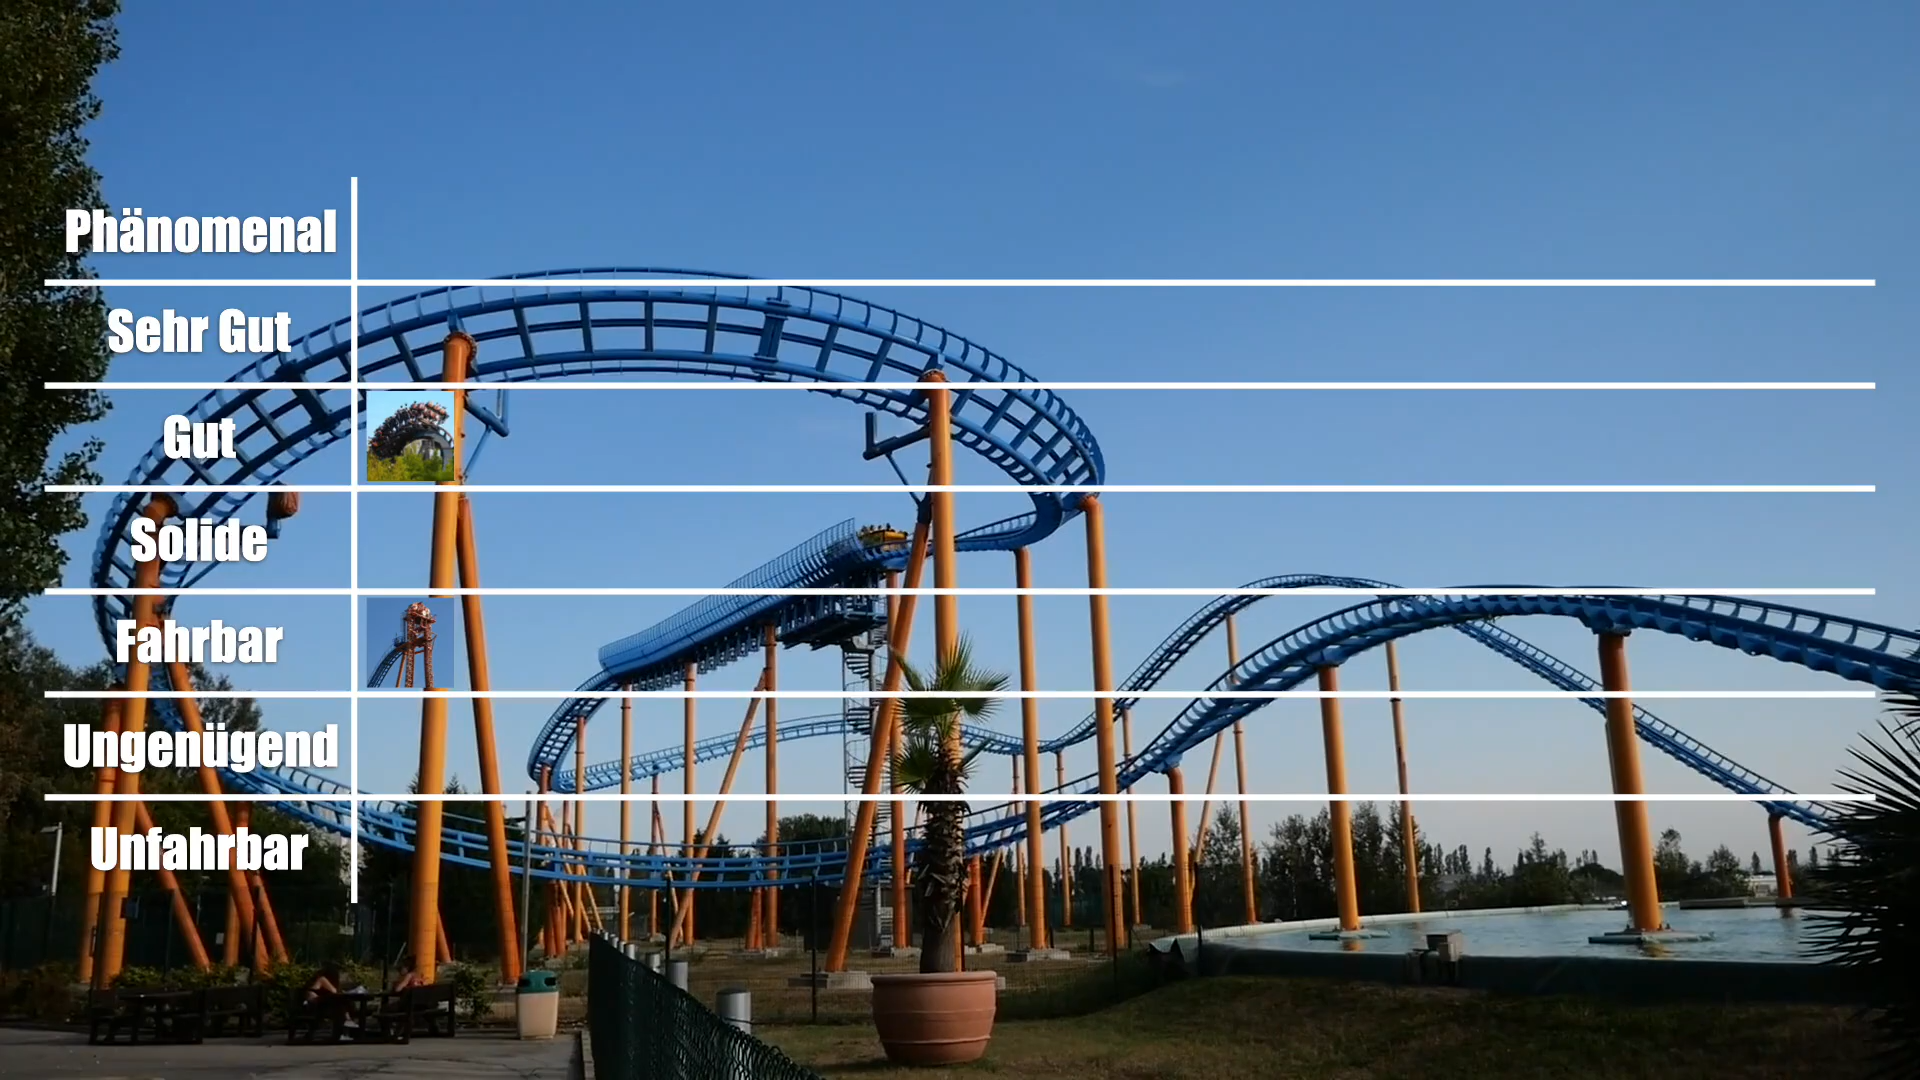 Phänomenal
Sehr Gut
Gut
Solide
Fahrbar
Ungenügend
Unfahrbar